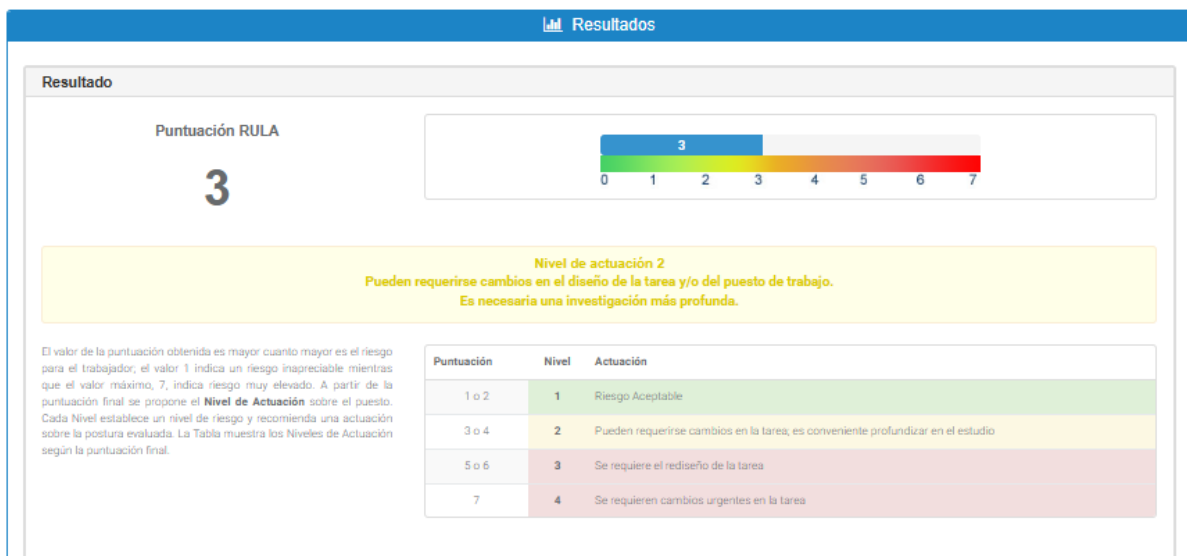 Resultados
Resultado
Puntuación RULA
3
3
0 1 2 3 4 5 6 7
Nivel de actuación 2
Pueden requerirse cambios en el diseño de la tarea y/o del puesto de trabajo.
Es necesaria una investigación más profunda.
El valor de la puntuación obtenida es mayor cuanto mayor es el riesgo
para el trabajador; el valor 1 indica un riesgo inapreciable mientras
que el valor máximo, 7, indica riesgo muy elevado. A partir de la
puntuación final se propone el Nivel de Actuación sobre el puesto.
Cada Nivel establece un nivel de riesgo y recomienda una actuación
sobre la postura evaluada. La Tabla muestra los Niveles de Actuación
según la puntuación final.
Puntuación Nivel Actuación
1 o 2 1 Riesgo Aceptable
3 o 4 2 Pueden requerirse cambios en la tarea; es conveniente profundizar en el estudio
5 o 6 3 Se requiere el rediseño de la tarea
7 4 Se requieren cambios urgentes en la tarea